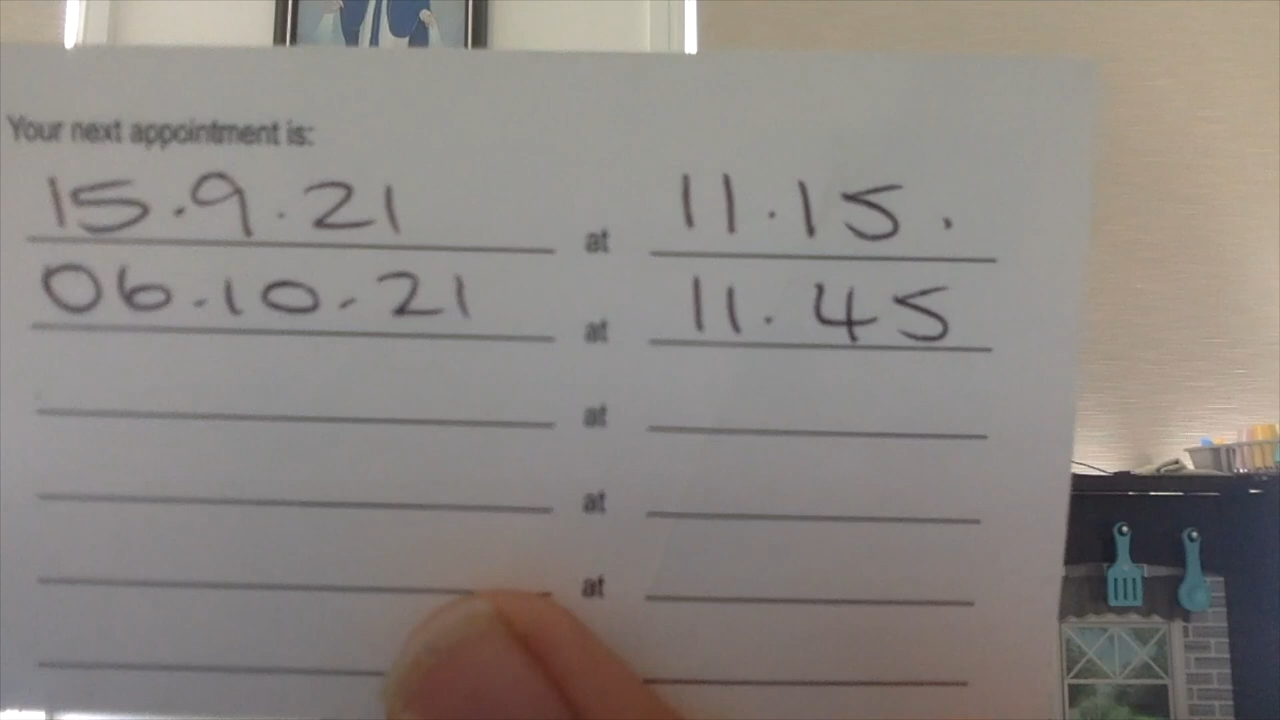 Your next appointment is:
15.9.21 at 11.15.
06.10.21 at 11.45
at
at
at